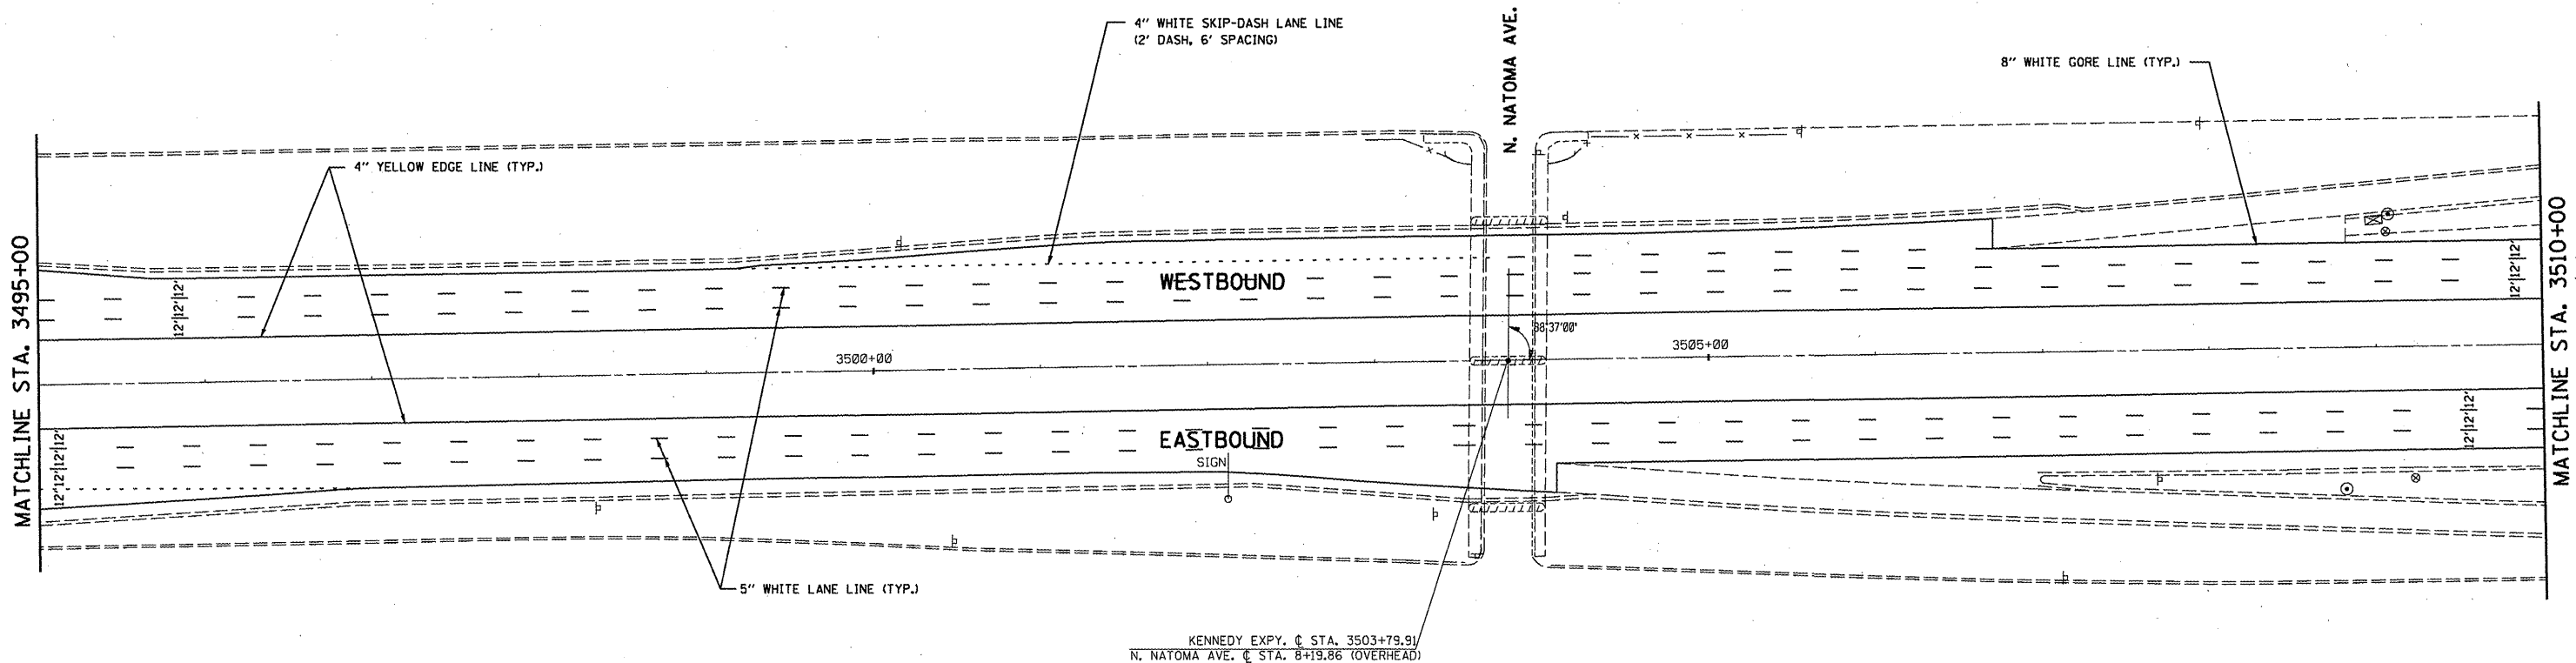 4" WHITE SKIP-DASH LANE LINE
(2' DASH, 6' SPACING)
N. NATOMA AVE.
8" WHITE GORE LINE (TYP.)
4" YELLOW EDGE LINE (TYP.)
MATCHLINE STA. 3495+00
MATCHLINE STA. 3510+00
12'|12'|12'
WESTBOUND
12'|12'|12'
3500+00
3505+00
12'|12'|12'|12'
EASTBOUND
12'|12'|12'
SIGN
5" WHITE LANE LINE (TYP.)
KENNEDY EXPY. ℄ STA. 3503+79.91
N. NATOMA AVE. ℄ STA. 8+19.86 (OVERHEAD)